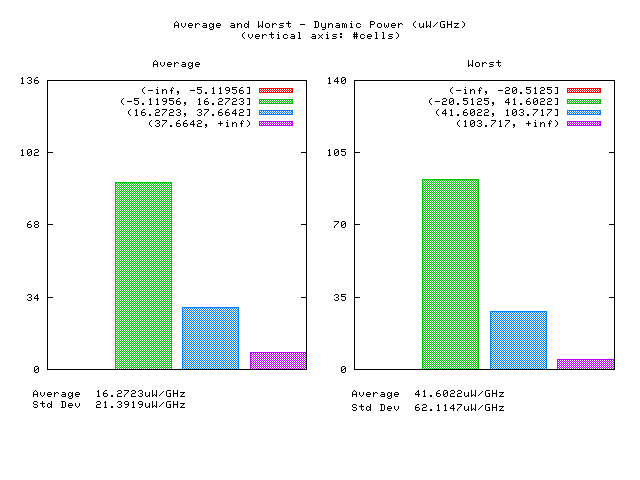 Average and Worst - Dynamic Power (uW/GHz)
(vertical axis: #cells)
Average
136
102
68
34
0
(-inf, -5.11956]
(-5.11956, 16.2723]
(16.2723, 37.6642]
(37.6642, +inf)
Average 16.2723uW/GHz
Std Dev 21.3919uW/GHz
Worst
140
105
70
35
0
(-inf, -20.5125]
(-20.5125, 41.6022]
(41.6022, 103.717]
(103.717, +inf)
Average 41.6022uW/GHz
Std Dev 62.1147uW/GHz